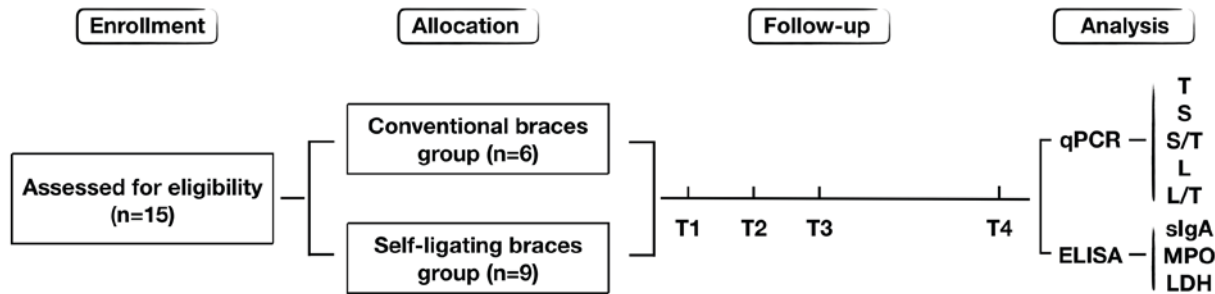 Enrollment
Allocation
Follow-up
Analysis
Assessed for eligibility
(n=15)
Conventional braces
group (n=6)
Self-ligating braces
group (n=9)
T1
T2
T3
T4
qPCR
T
S
S/T
L
L/T
ELISA
sIgA
MPO
LDH